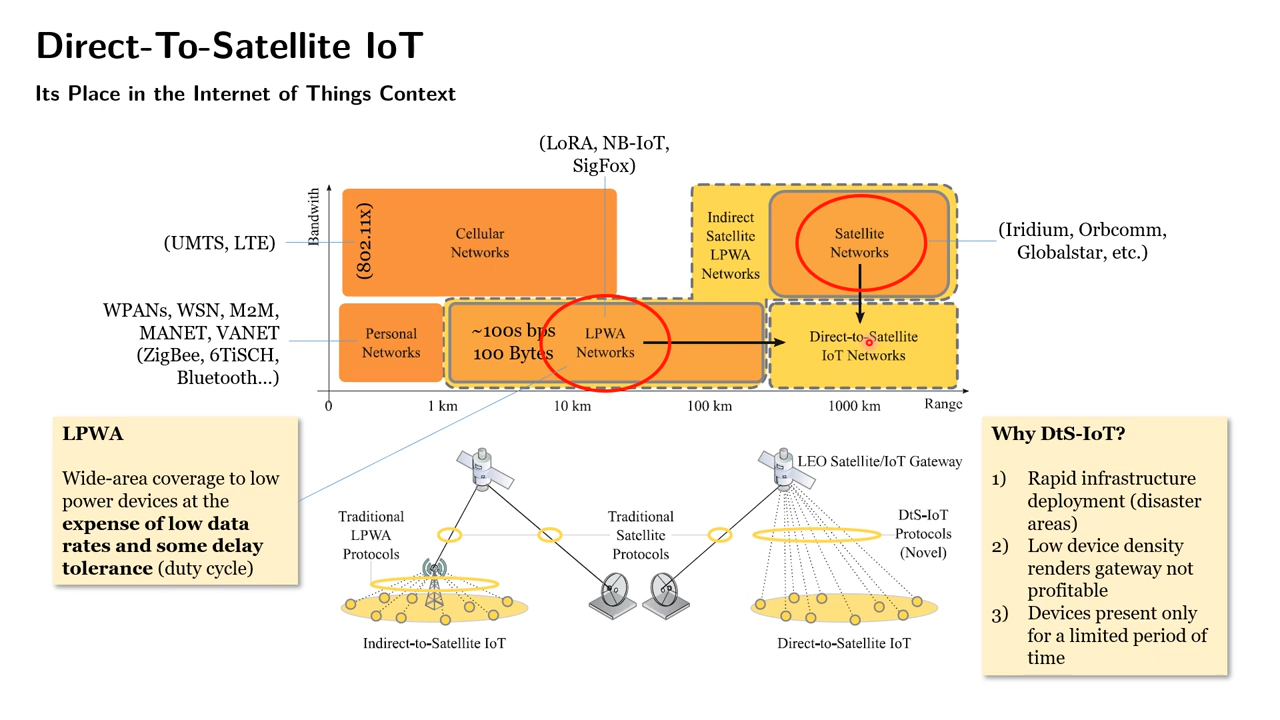 Direct-To-Satellite IoT
Its Place in the Internet of Things Context
(LoRA, NB-IoT,
SigFox)
Bandwith
(802.11x)
Cellular
Networks
(UMTS, LTE)
Indirect
Satellite
LPWA
Networks
Satellite
Networks
(Iridium, Orbcomm,
Globalstar, etc.)
WPANs, WSN, M2M,
MANET, VANET
(ZigBee, 6TiSCH,
Bluetooth...)
Personal
Networks
~100s bps
100 Bytes
LPWA
Networks
Direct-to-Satellite
IoT Networks
0
1 km
10 km
100 km
1000 km
Range
LPWA
Wide-area coverage to low
power devices at the
expense of low data
rates and some delay
tolerance (duty cycle)
Traditional
LPWA
Protocols
Traditional
Satellite
Protocols
LEO Satellite/IoT Gateway
DtS-IoT
Protocols
(Novel)
Indirect-to-Satellite IoT
Direct-to-Satellite IoT
Why DtS-IoT?
1) Rapid infrastructure
deployment (disaster
areas)
2) Low device density
renders gateway not
profitable
3) Devices present only
for a limited period of
time